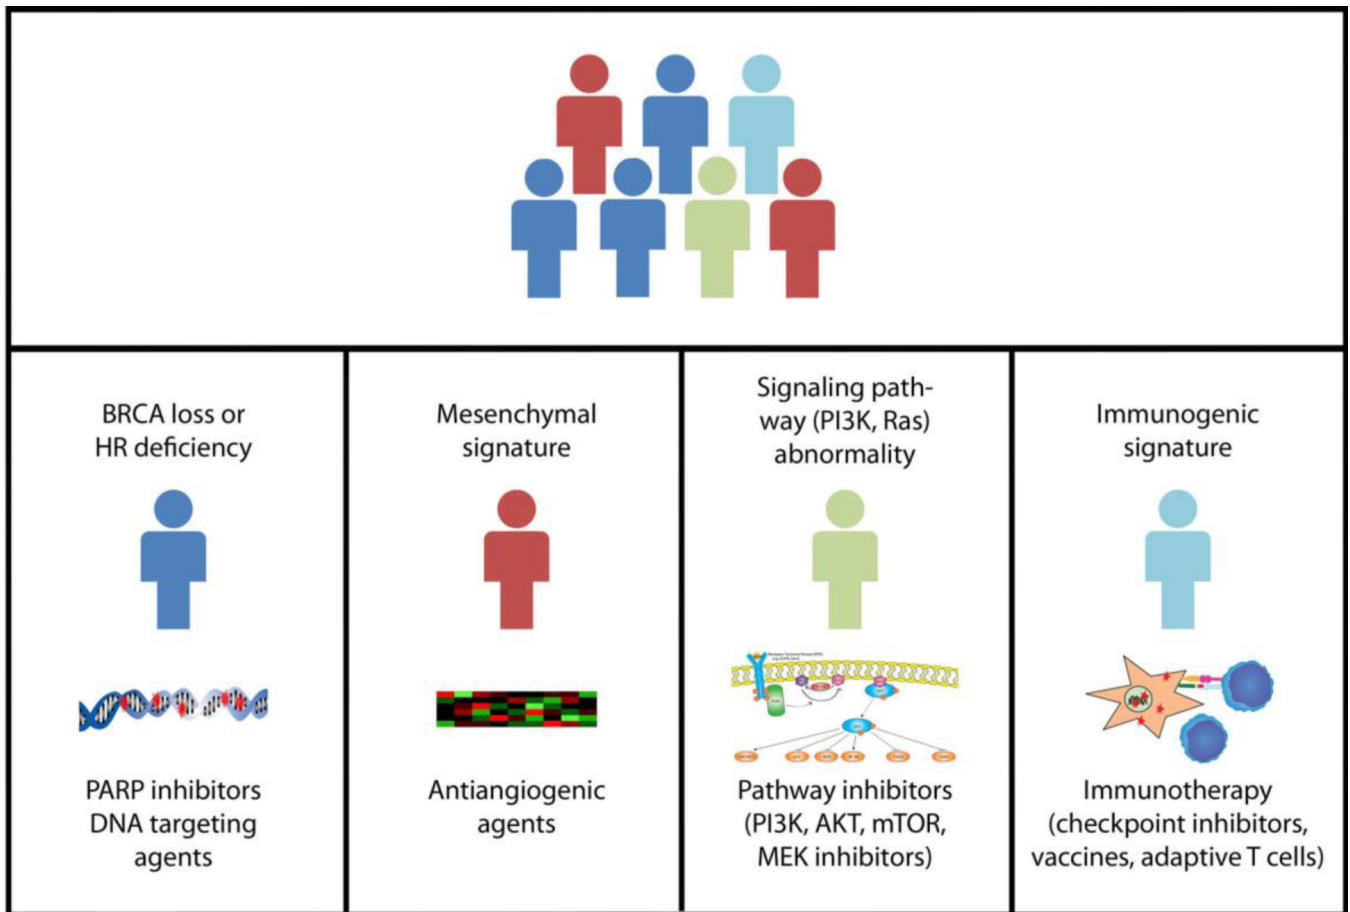 BRCA loss or
HR deficiency
Mesenchymal
signature
Signaling path-
way (PI3K, Ras)
abnormality
Immunogenic
signature
PARP inhibitors
DNA targeting
agents
Antiangiogenic
agents
Pathway inhibitors
(PI3K, AKT, mTOR,
MEK inhibitors)
Immunotherapy
(checkpoint inhibitors,
vaccines, adaptive T cells)